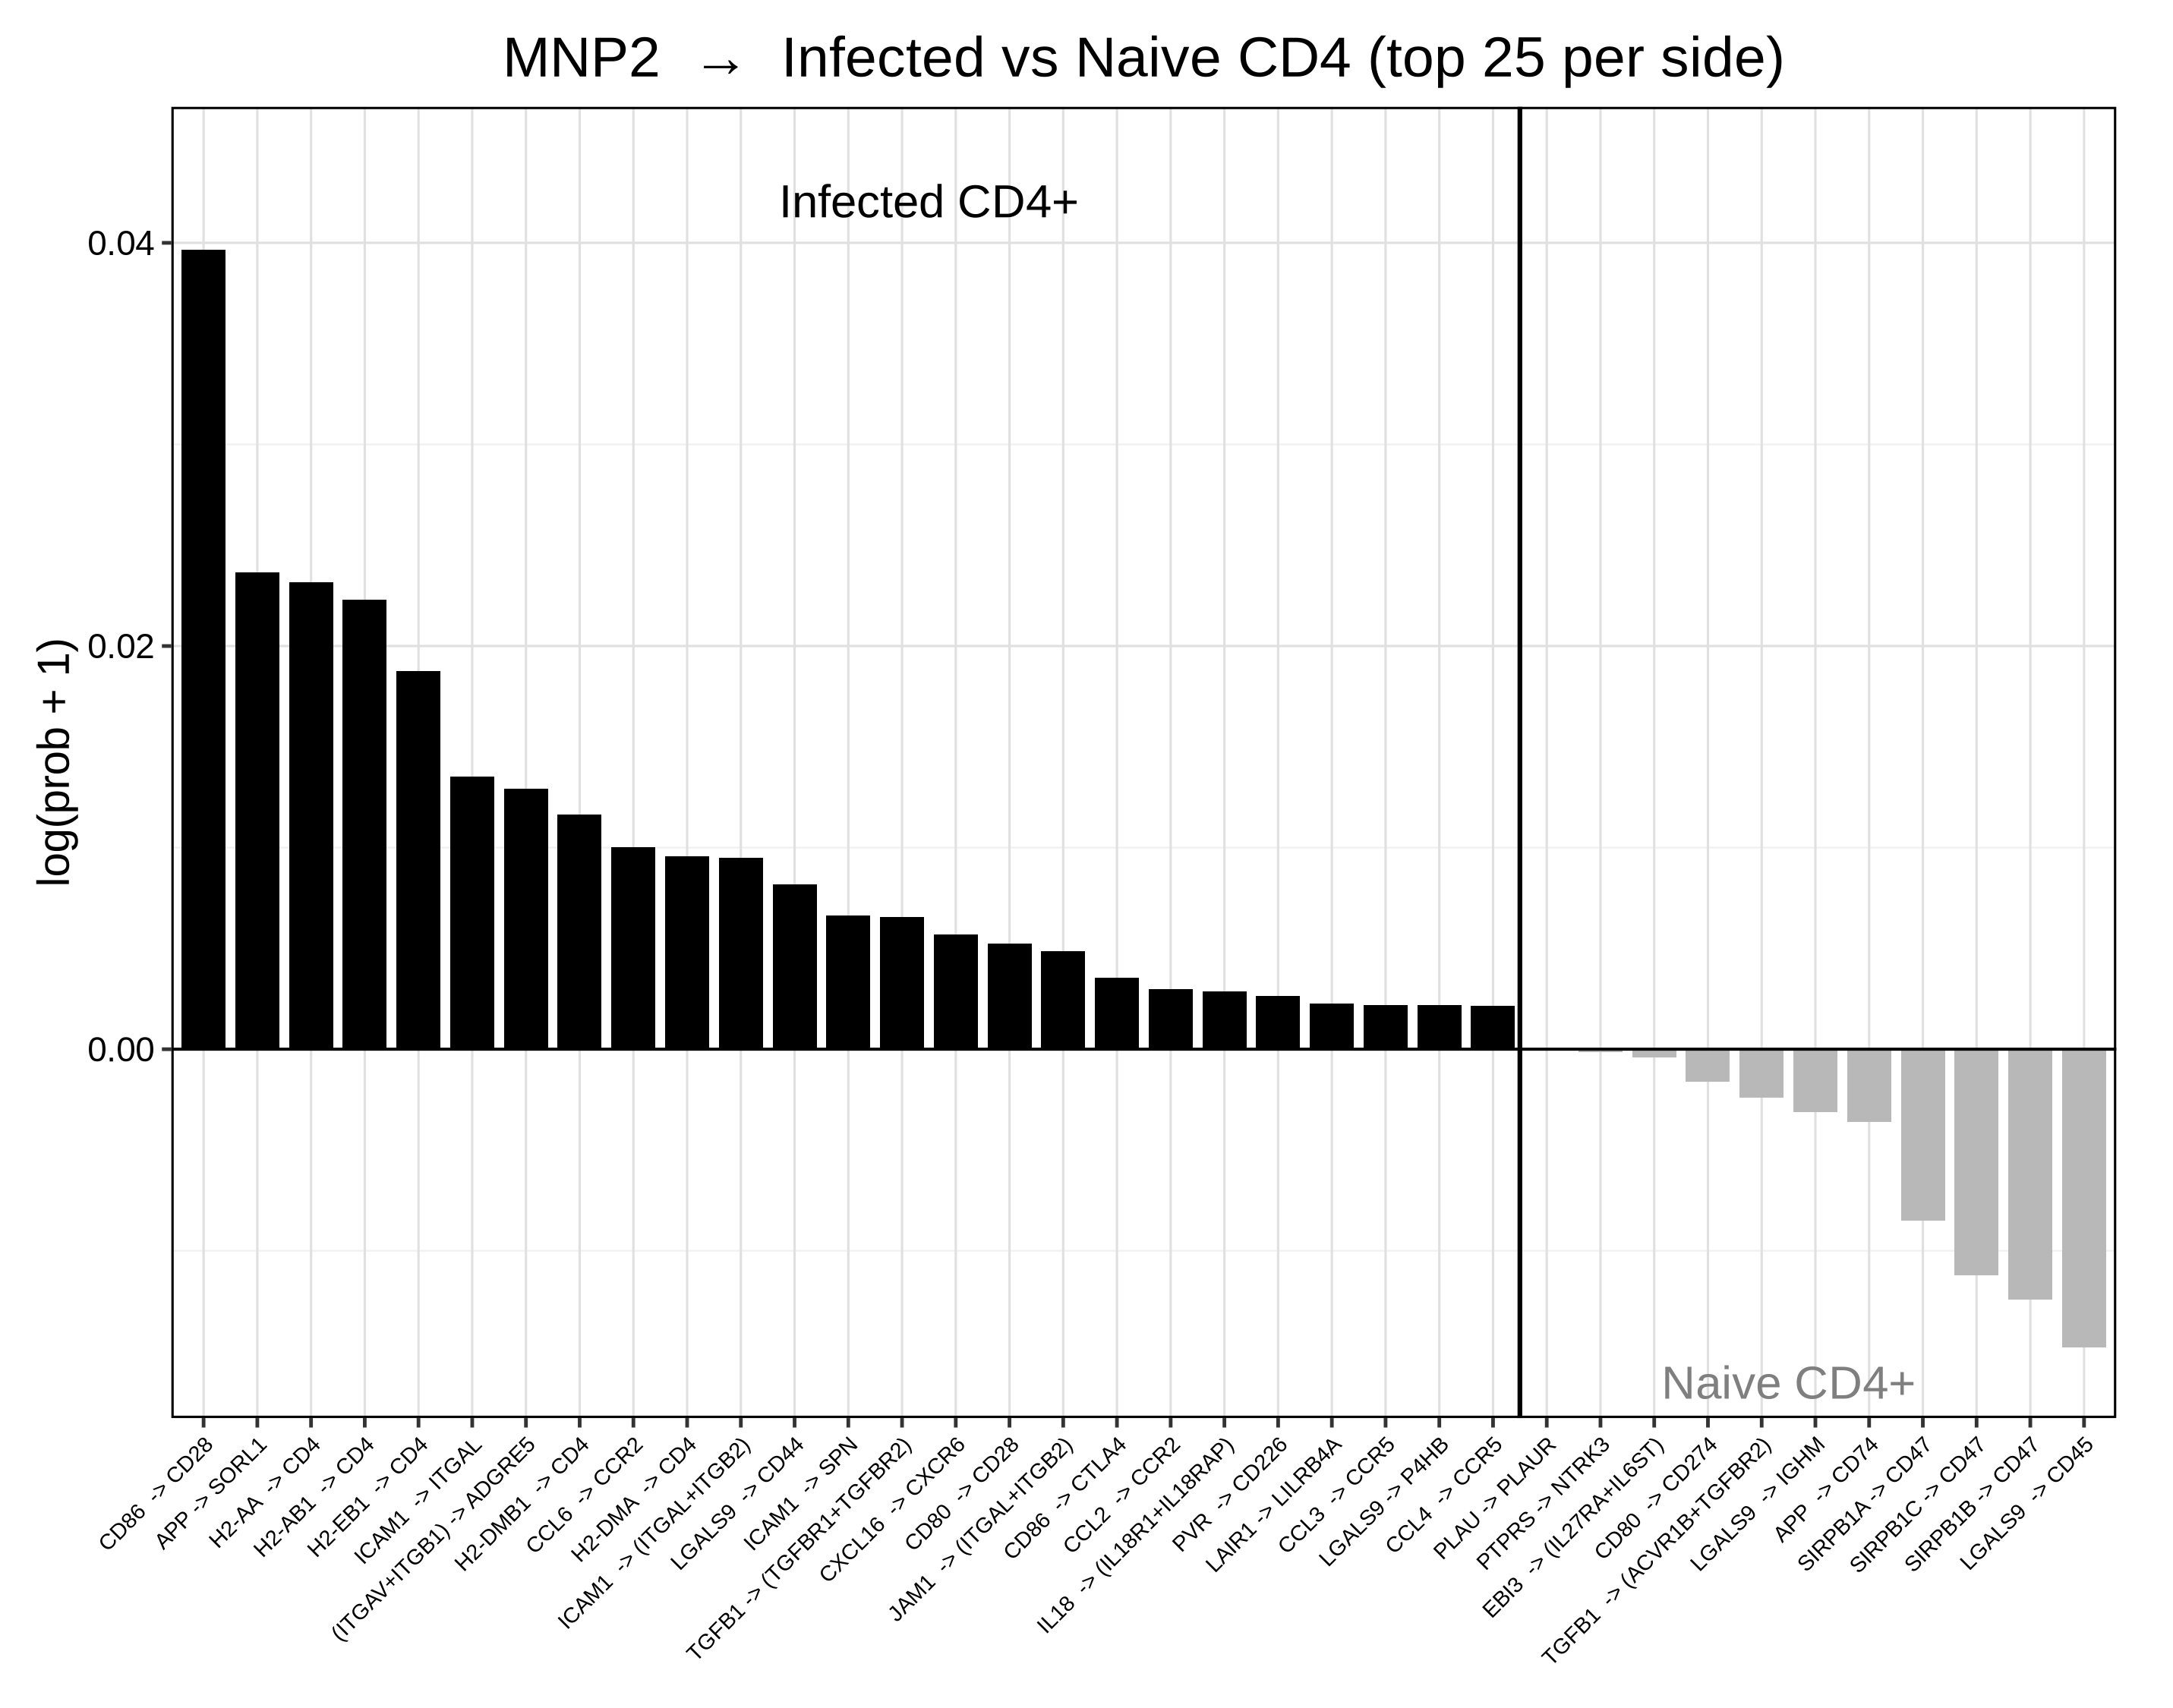 MNP2 → Infected vs Naive CD4 (top 25 per side)
Infected CD4+
0.04
0.02
0.00
log(prob + 1)
Naive CD4+
CD86 -> CD28
APP -> SORL1
H2-AA -> CD4
H2-AB1 -> CD4
H2-EB1 -> CD4
ICAM1 -> ITGAL
(ITGAV+ITGB1) -> ADGRE5
H2-DMB1 -> CD4
CCL6 -> CCR2
H2-DMA -> CD4
ICAM1 -> (ITGAL+ITGB2)
LGALS9 -> CD44
ICAM1 -> SPN
TGFB1 -> (TGFBR1+TGFBR2)
CXCL16 -> CXCR6
CD80 -> CD28
JAM1 -> (ITGAL+ITGB2)
CD86 -> CTLA4
CCL2 -> CCR2
IL18 -> (IL18R1+IL18RAP)
PVR -> CD226
LAIR1 -> LILRB4A
CCL3 -> CCR5
LGALS9 -> P4HB
CCL4 -> CCR5
PLAU -> PLAUR
PTPRS -> NTRK3
EBI3 -> (IL27RA+IL6ST)
CD80 -> CD274
TGFB1 -> (ACVR1B+TGFBR2)
LGALS9 -> IGHM
APP -> CD74
SIRPB1A -> CD47
SIRPB1C -> CD47
SIRPB1B -> CD47
LGALS9 -> CD45